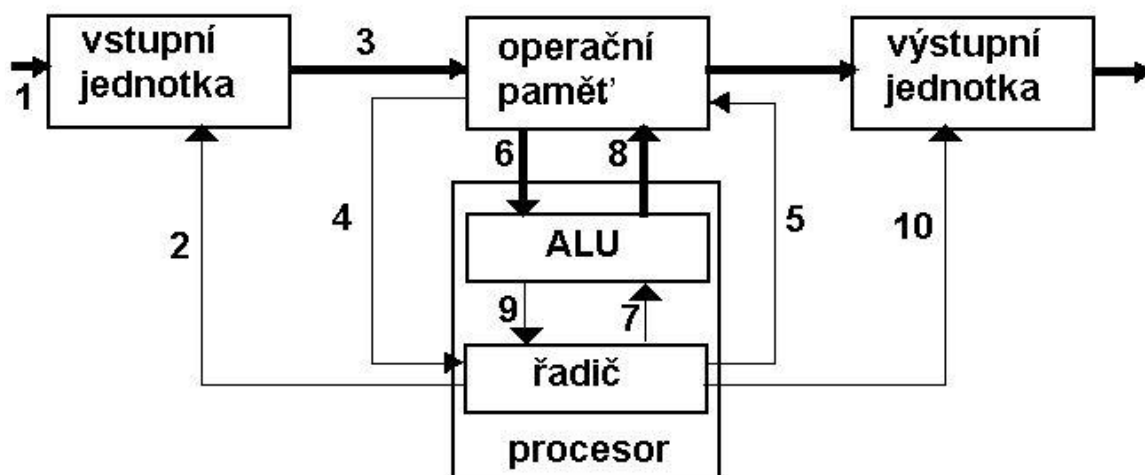 vstupní
jednotka
1
3
operační
paměť
výstupní
jednotka
6
8
4
2
ALU
5
10
9
7
řadič
procesor